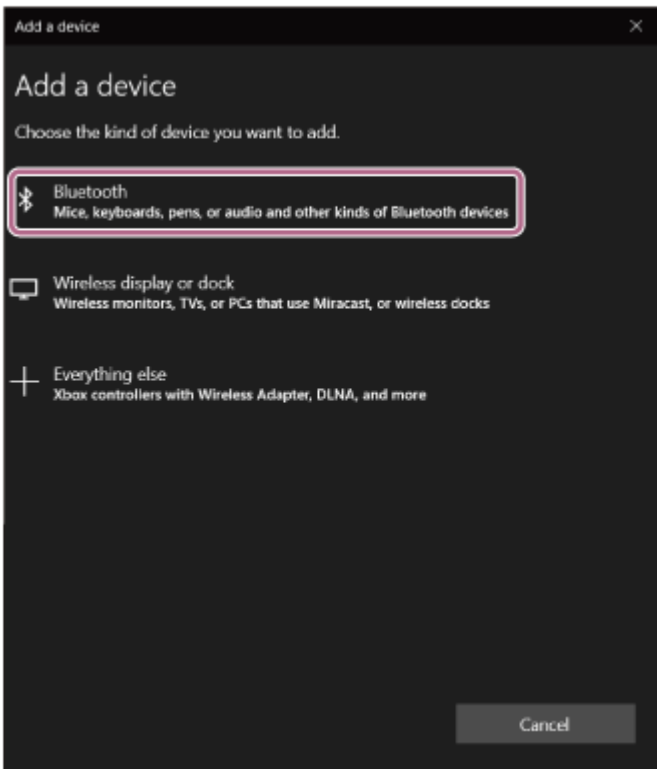 Add a device
Add a device
Choose the kind of device you want to add.
Bluetooth
Mice, keyboards, pens, or audio and other kinds of Bluetooth devices
Wireless display or dock
Wireless monitors, TVs, or PCs that use Miracast, or wireless docks
Everything else
Xbox controllers with Wireless Adapter, DLNA, and more
Cancel